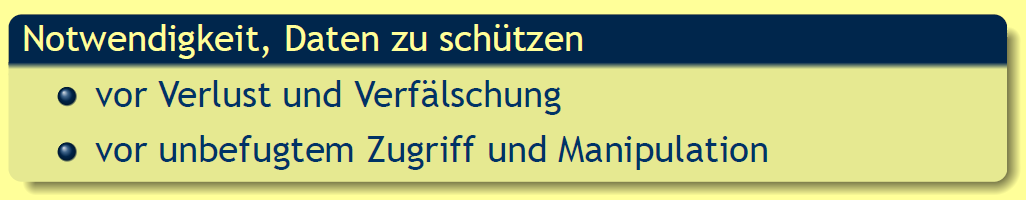 Notwendigkeit, Daten zu schützen
vor Verlust und Verfälschung
vor unbefugtem Zugriff und Manipulation